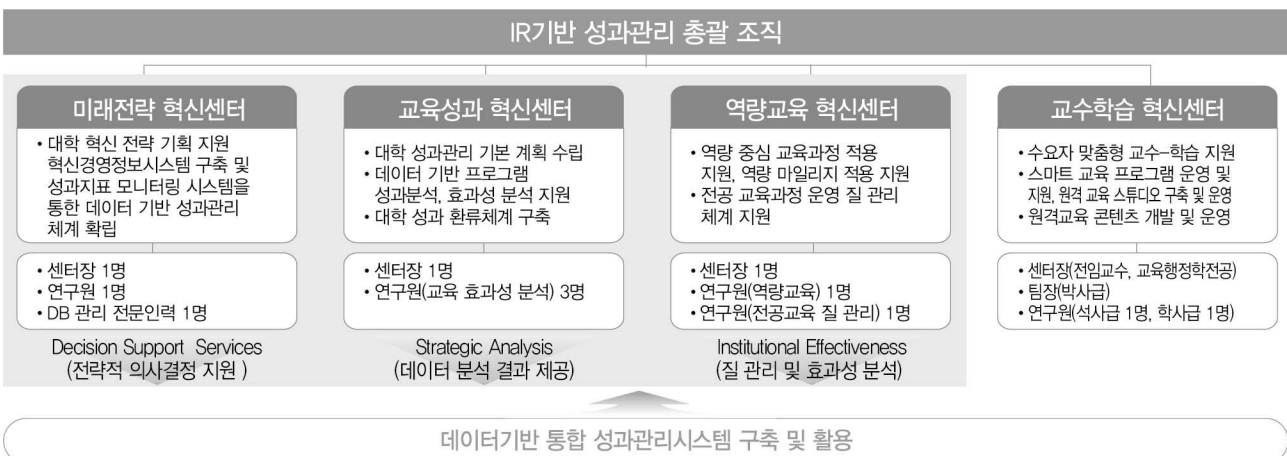 IR기반 성과관리 총괄 조직
미래전략 혁신센터
• 대학 혁신 전략 기획 지원
혁신경영정보시스템 구축 및
성과지표 모니터링 시스템을
통한 데이터 기반 성과관리
체계 확립
• 센터장 1명
• 연구원 1명
• DB 관리 전문인력 1명
Decision Support Services
(전략적 의사결정 지원 )
교육성과 혁신센터
• 대학 성과관리 기본 계획 수립
• 데이터 기반 프로그램
성과분석, 효과성 분석 지원
• 대학 성과 환류체계 구축
• 센터장 1명
• 연구원(교육 효과성 분석) 3명
Strategic Analysis
(데이터 분석 결과 제공)
역량교육 혁신센터
• 역량 중심 교육과정 적용
지원, 역량 마일리지 적용 지원
• 전공 교육과정 운영 질 관리
체계 지원
• 센터장 1명
• 연구원(역량교육) 1명
• 연구원(전공교육 질 관리) 1명
Institutional Effectiveness
(질 관리 및 효과성 분석)
교수학습 혁신센터
• 수요자 맞춤형 교수-학습 지원
• 스마트 교육 프로그램 운영 및
지원, 원격 교육 스튜디오 구축 및 운영
• 원격교육 콘텐츠 개발 및 운영
• 센터장(전임교수, 교육행정학전공)
• 팀장(박사급)
• 연구원(석사급 1명, 학사급 1명)
데이터기반 통합 성과관리시스템 구축 및 활용